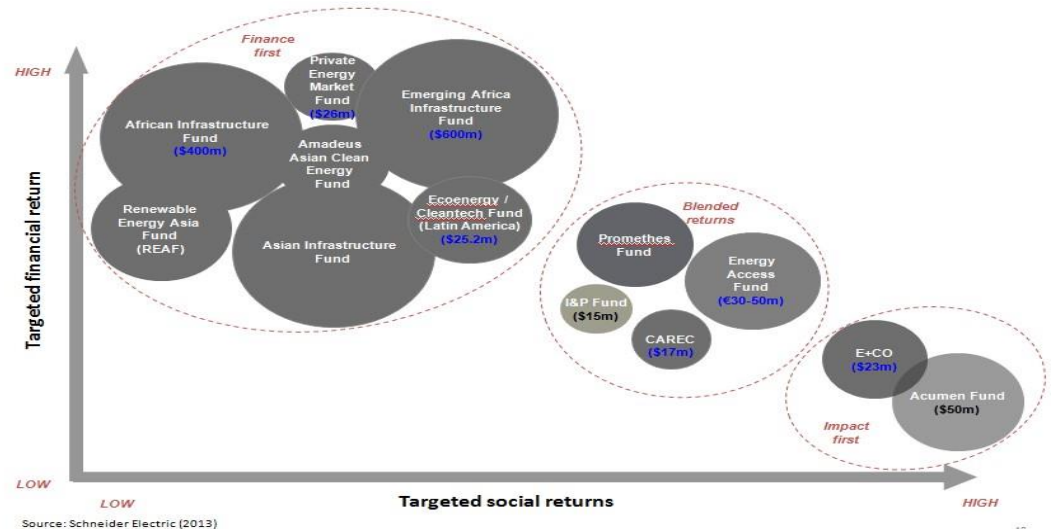 Finance
first
HIGH
Private
Energy
Market
Fund
($26m)
African Infrastructure
Fund
($400m)
Emerging Africa
Infrastructure
Fund
($600m)
Amadeus
Asian Clean
Energy
Fund
Renewable
Energy Asia
Fund
(REAF)
Asian Infrastructure
Fund
Ecoenergy /
Cleantech Fund
(Latin America)
($25.2m)
Blended
returns
Promethes
Fund
Energy
Access
Fund
(€30-50m)
I&P Fund
($15m)
CAREC
($17m)
E+CO
($23m)
Acumen Fund
($50m)
Impact
first
Targeted financial return
LOW
LOW
Targeted social returns
HIGH
Source: Schneider Electric (2013)